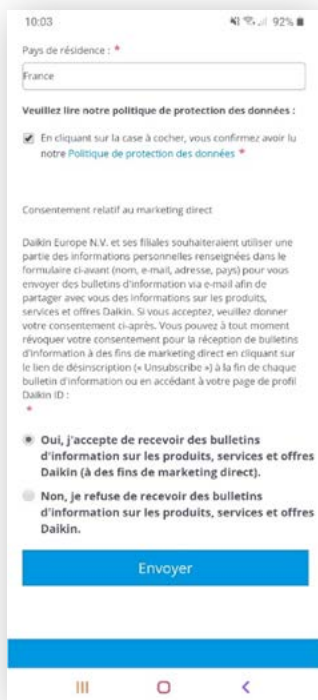 10:03 92%
Pays de résidence : *
France
Veuillez lire notre politique de protection des données :
En cliquant sur la case à cocher, vous confirmez avoir lu
notre Politique de protection des données *
Consentement relatif au marketing direct
Daikin Europe N.V. et ses filiales souhaiteraient utiliser une
partie des informations personnelles renseignées dans le
formulaire ci-avant (nom, e-mail, adresse, pays) pour vous
envoyer des bulletins d'information via e-mail afin de
partager avec vous des informations sur les produits,
services et offres Daikin. Si vous acceptez, veuillez donner
votre consentement ci-après. Vous pouvez à tout moment
révoquer votre consentement pour la réception de bulletins
d'information à des fins de marketing direct en cliquant sur
le lien de désinscription (« Unsubscribe ») à la fin de chaque
bulletin d'information ou en accédant à votre page de profil
Daikin ID :
*
Oui, j'accepte de recevoir des bulletins
d'information sur les produits, services et offres
Daikin (à des fins de marketing direct).
Non, je refuse de recevoir des bulletins
d'information sur les produits, services et offres
Daikin.
Envoyer